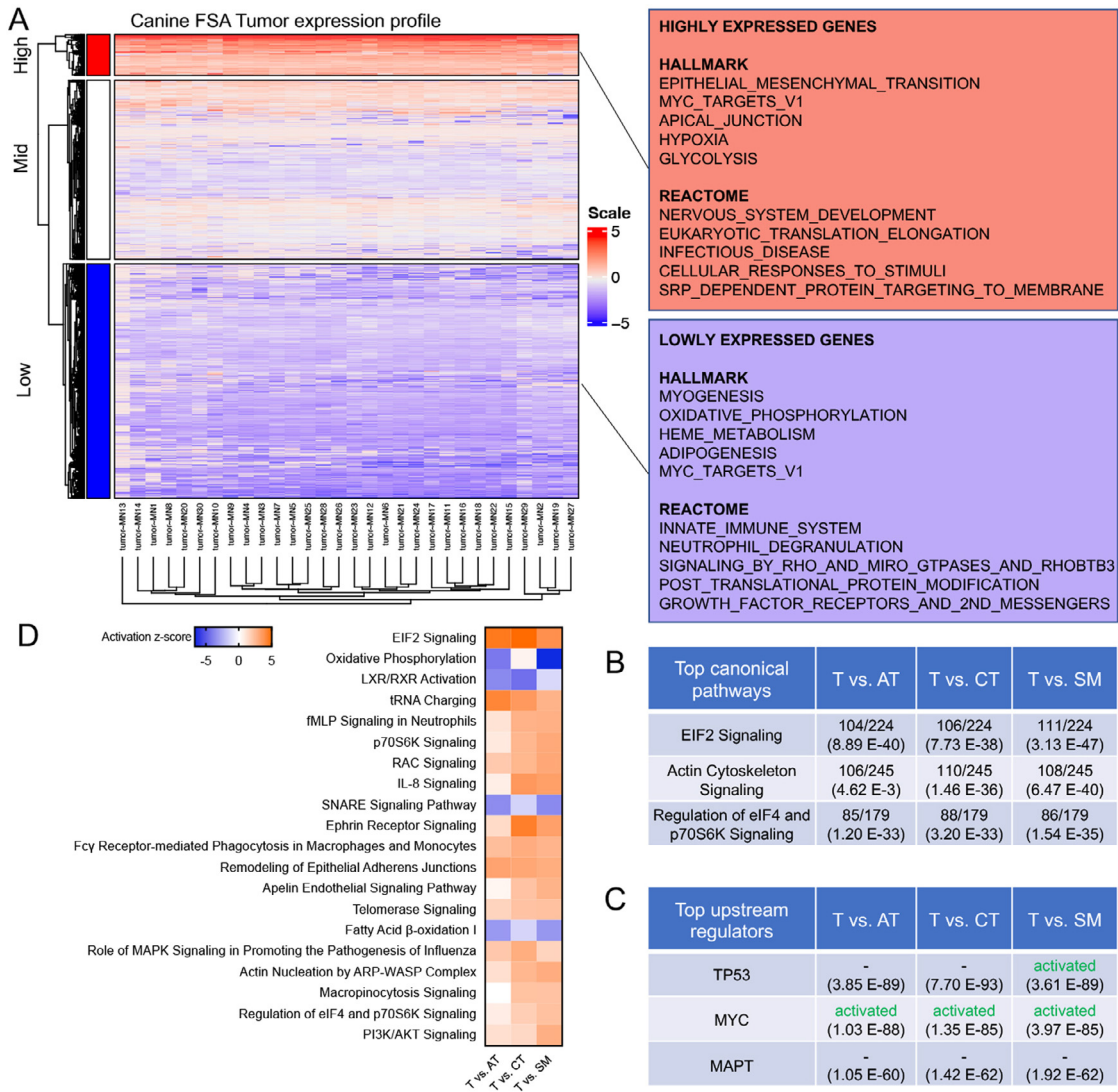 A
Canine FSA Tumor expression profile
High
Mid
Low
Scale
5
0
-5
tumor-MN13
tumor-MN14
tumor-MN1
tumor-MN8
tumor-MN20
tumor-MN30
tumor-MN10
tumor-MN9
tumor-MN4
tumor-MN3
tumor-MN7
tumor-MN5
tumor-MN25
tumor-MN28
tumor-MN26
tumor-MN23
tumor-MN12
tumor-MN6
tumor-MN21
tumor-MN24
tumor-MN17
tumor-MN11
tumor-MN16
tumor-MN18
tumor-MN22
tumor-MN15
tumor-MN29
tumor-MN2
tumor-MN19
tumor-MN27
HIGHLY EXPRESSED GENES
HALLMARK
EPITHELIAL_MESENCHYMAL_TRANSITION
MYC_TARGETS_V1
APICAL_JUNCTION
HYPOXIA
GLYCOLYSIS
REACTOME
NERVOUS_SYSTEM_DEVELOPMENT
EUKARYOTIC_TRANSLATION_ELONGATION
INFECTIOUS_DISEASE
CELLULAR_RESPONSES_TO_STIMULI
SRP_DEPENDENT_PROTEIN_TARGETING_TO_MEMBRANE
LOWLY EXPRESSED GENES
HALLMARK
MYOGENESIS
OXIDATIVE_PHOSPHORYLATION
HEME_METABOLISM
ADIPOGENESIS
MYC_TARGETS_V1
REACTOME
INNATE_IMMUNE_SYSTEM
NEUTROPHIL_DEGRANULATION
SIGNALING_BY_RHO_AND_MIRO_GTPASES_AND_RHOBTB3
POST_TRANSLATIONAL_PROTEIN_MODIFICATION
GROWTH_FACTOR_RECEPTORS_AND_2ND_MESSENGERS
D
Activation z-score
-5 0 5
EIF2 Signaling
Oxidative Phosphorylation
LXR/RXR Activation
tRNA Charging
fMLP Signaling in Neutrophils
p70S6K Signaling
RAC Signaling
IL-8 Signaling
SNARE Signaling Pathway
Ephrin Receptor Signaling
Fcγ Receptor-mediated Phagocytosis in Macrophages and Monocytes
Remodeling of Epithelial Adherens Junctions
Apelin Endothelial Signaling Pathway
Telomerase Signaling
Fatty Acid β-oxidation I
Role of MAPK Signaling in Promoting the Pathogenesis of Influenza
Actin Nucleation by ARP-WASP Complex
Macropinocytosis Signaling
Regulation of eIF4 and p70S6K Signaling
PI3K/AKT Signaling
T vs. AT
T vs. CT
T vs. SM
B
Top canonical pathways T vs. AT T vs. CT T vs. SM
EIF2 Signaling 104/224 (8.89 E-40) 106/224 (7.73 E-38) 111/224 (3.13 E-47)
Actin Cytoskeleton Signaling 106/245 (4.62 E-3) 110/245 (1.46 E-36) 108/245 (6.47 E-40)
Regulation of eIF4 and p70S6K Signaling 85/179 (1.20 E-33) 88/179 (3.20 E-33) 86/179 (1.54 E-35)
C
Top upstream regulators T vs. AT T vs. CT T vs. SM
TP53 - (3.85 E-89) - (7.70 E-93) activated (3.61 E-89)
MYC activated (1.03 E-88) activated (1.35 E-85) activated (3.97 E-85)
MAPT - (1.05 E-60) - (1.42 E-62) - (1.92 E-62)